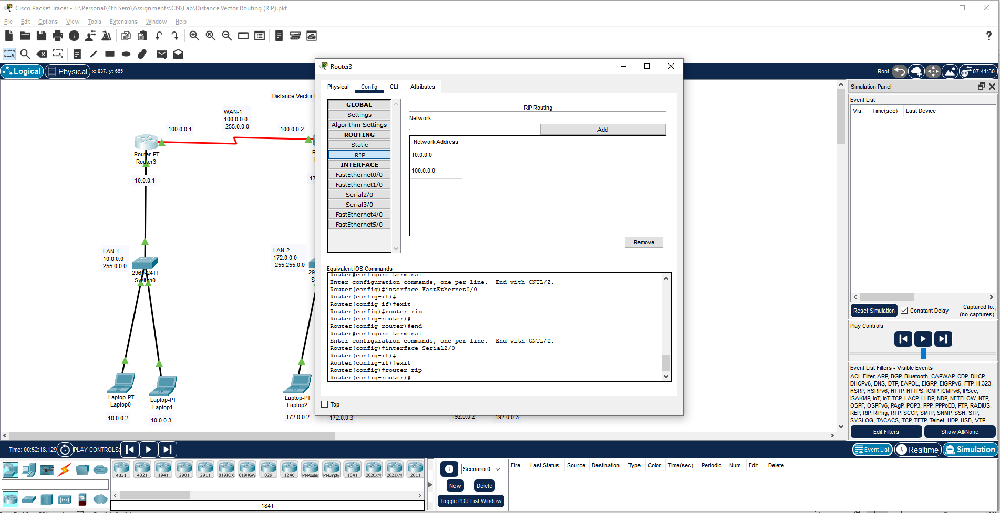 Cisco Packet Tracer - E:\Personal\4th Sem\Assignments\CN\Lab\Distance Vector Routing (RIP).pkt
File Edit Options View Tools Extensions Window Help
Logical Physical x: 837, y: 665
Root 07:41:30
Distance Vector
WAN-1
100.0.0.0
255.0.0.0
100.0.0.1
100.0.0.2
Router-PT
Router3
10.0.0.1
LAN-1
10.0.0.0
255.0.0.0
2960-24TT
Switch0
LAN-2
172.0.0.0
255.255.0.0
Laptop-PT
Laptop0
10.0.0.2
Laptop-PT
Laptop1
10.0.0.3
Laptop-PT
Laptop2
172.0.0.2
172.0.0.3
192.0.0.2
192.0.0.3
Router3
Physical Config CLI Attributes
GLOBAL
Settings
Algorithm Settings
ROUTING
Static
RIP
INTERFACE
FastEthernet0/0
FastEthernet1/0
Serial2/0
Serial3/0
FastEthernet4/0
FastEthernet5/0
RIP Routing
Network
Add
Network Address
10.0.0.0
100.0.0.0
Remove
Equivalent IOS Commands
Router#configure terminal
Enter configuration commands, one per line. End with CNTL/Z.
Router(config)#interface FastEthernet0/0
Router(config-if)#
Router(config-if)#exit
Router(config)#router rip
Router(config-router)#
Router(config-router)#end
Router#configure terminal
Enter configuration commands, one per line. End with CNTL/Z.
Router(config)#interface Serial2/0
Router(config-if)#
Router(config-if)#exit
Router(config)#router rip
Router(config-router)#
Top
Simulation Panel
Event List
Vis. Time(sec) Last Device
Reset Simulation Constant Delay
Captured to:
(no captures)
Play Controls
Event List Filters - Visible Events
ACL Filter, ARP, BGP, Bluetooth, CAPWAP, CDP, DHCP,
DHCPv6, DNS, DTP, EAPOL, EIGRP, EIGRPv6, FTP, H.323,
HSRP, HSRPv6, HTTP, HTTPS, ICMP, ICMPv6, IPSec,
ISAKMP, IoT, IoT TCP, LACP, LLDP, NDP, NETFLOW, NTP,
OSPF, OSPFv6, PAgP, POP3, PPP, PPPoED, PTP, RADIUS,
REP, RIP, RIPng, RTP, SCCP, SMTP, SNMP, SSH, STP,
SYSLOG, TACACS, TCP, TFTP, Telnet, UDP, USB, VTP
Edit Filters Show All/None
Time: 00:52:18.129 PLAY CONTROLS:
Event List Realtime Simulation
4331 4321 1941 2901 2911 819IOX 819HGW 829 1240 PT-Router PT-Empty 1841 2620XM 2621XM 2811
1841
Scenario 0
New Delete
Toggle PDU List Window
Fire Last Status Source Destination Type Color Time(sec) Periodic Num Edit Delete